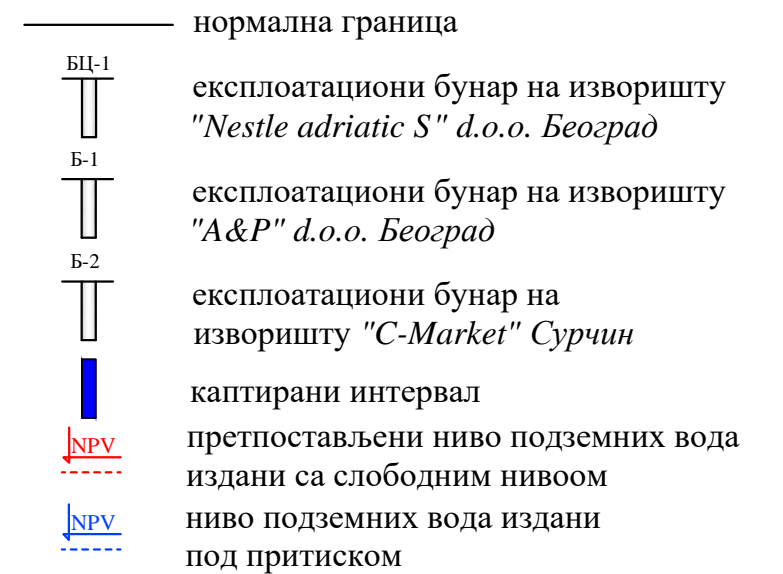 нормална граница
БЦ-1
експлоатациони бунар на изворишту
"Nestle adriatic S" d.o.o. Београд
Б-1
експлоатациони бунар на изворишту
"A&P" d.o.o. Београд
Б-2
експлоатациони бунар на
изворишту "C-Market" Сурчин
каптирани интервал
NPV
претпостављени ниво подземних вода
издани са слободним нивоом
NPV
ниво подземних вода издани
под притиском